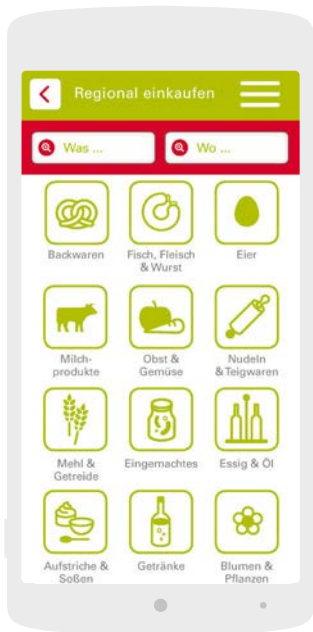 Regional einkaufen
Was ...
Wo ...
Backwaren
Fisch, Fleisch
& Wurst
Eier
Milch-
produkte
Obst &
Gemüse
Nudeln
& Teigwaren
Mehl &
Getreide
Eingemachtes
Essig & Öl
Aufstriche &
Soßen
Getränke
Blumen &
Pflanzen